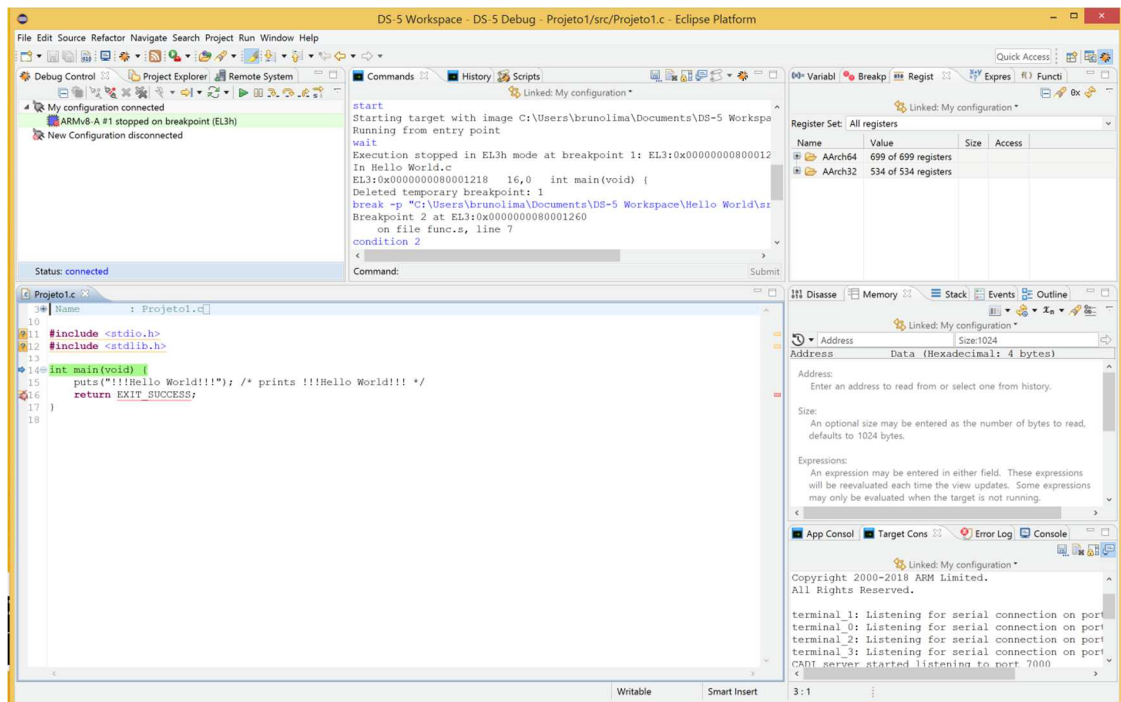 DS-5 Workspace - DS-5 Debug - Projeto1/src/Projeto1.c - Eclipse Platform
File Edit Source Refactor Navigate Search Project Run Window Help
Quick Access
Debug Control Project Explorer Remote System
My configuration connected
ARMv8-A #1 stopped on breakpoint (EL3h)
New Configuration disconnected
Status: connected
Commands History Scripts
Linked: My configuration
start
Starting target with image C:\Users\brunolima\Documents\DS-5 Workspa
Running from entry point
wait
Execution stopped in EL3h mode at breakpoint 1: EL3:0x00000000800012
In Hello World.c
EL3:0x0000000080001218 16,0 int main(void) {
Deleted temporary breakpoint: 1
break -p "C:\Users\brunolima\Documents\DS-5 Workspace\Hello World\sr
Breakpoint 2 at EL3:0x0000000080001260
on file func.s, line 7
condition 2
Command: Submit
Variabl Breakp Regist Expres Functi
Linked: My configuration
Register Set: All registers
Name Value Size Access
AArch64 699 of 699 registers
AArch32 534 of 534 registers
Projeto1.c
3 Name : Projeto1.c
10
11 #include <stdio.h>
12 #include <stdlib.h>
13
14 int main(void) {
15 puts("!!!Hello World!!!"); /* prints !!!Hello World!!! */
16 return EXIT_SUCCESS;
17 }
18
Disasse Memory Stack Events Outline
Linked: My configuration
Address Size:1024
Address Data (Hexadecimal: 4 bytes)
Address:
Enter an address to read from or select one from history.
Size:
An optional size may be entered as the number of bytes to read,
defaults to 1024 bytes.
Expressions:
An expression may be entered in either field. These expressions
will be reevaluated each time the view updates. Some expressions
may only be evaluated when the target is not running.
App Consol Target Cons Error Log Console
Linked: My configuration
Copyright 2000-2018 ARM Limited.
All Rights Reserved.
terminal_1: Listening for serial connection on port
terminal_0: Listening for serial connection on port
terminal_2: Listening for serial connection on port
terminal_3: Listening for serial connection on port
CADI server started listening to port 7000
Writable Smart Insert 3 : 1